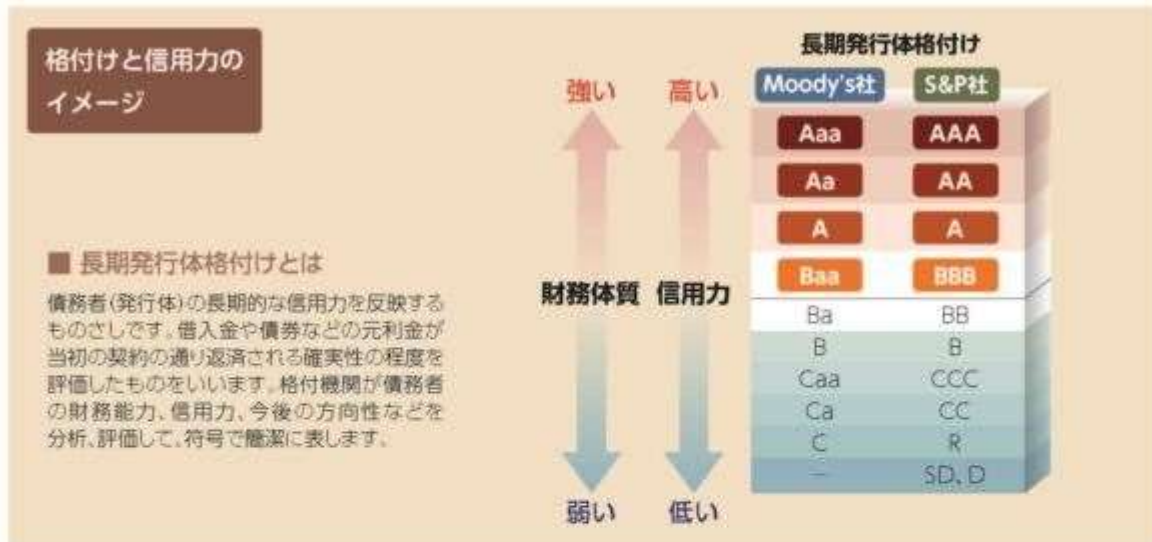 格付けと信用力の
イメージ
■ 長期発行体格付けとは
債務者(発行体)の長期的な信用力を反映する
ものさしです。借入金や債券などの元利金が
当初の契約の通り返済される確実性の程度を
評価したものをいいます。格付機関が債務者
の財務能力、信用力、今後の方向性などを
分析、評価して、符号で簡潔に表します。
強い 高い
財務体質 信用力
弱い 低い
長期発行体格付け
Moody's社 S&P社
Aaa AAA
Aa AA
A A
Baa BBB
Ba BB
B B
Caa CCC
Ca CC
C R
― SD、D